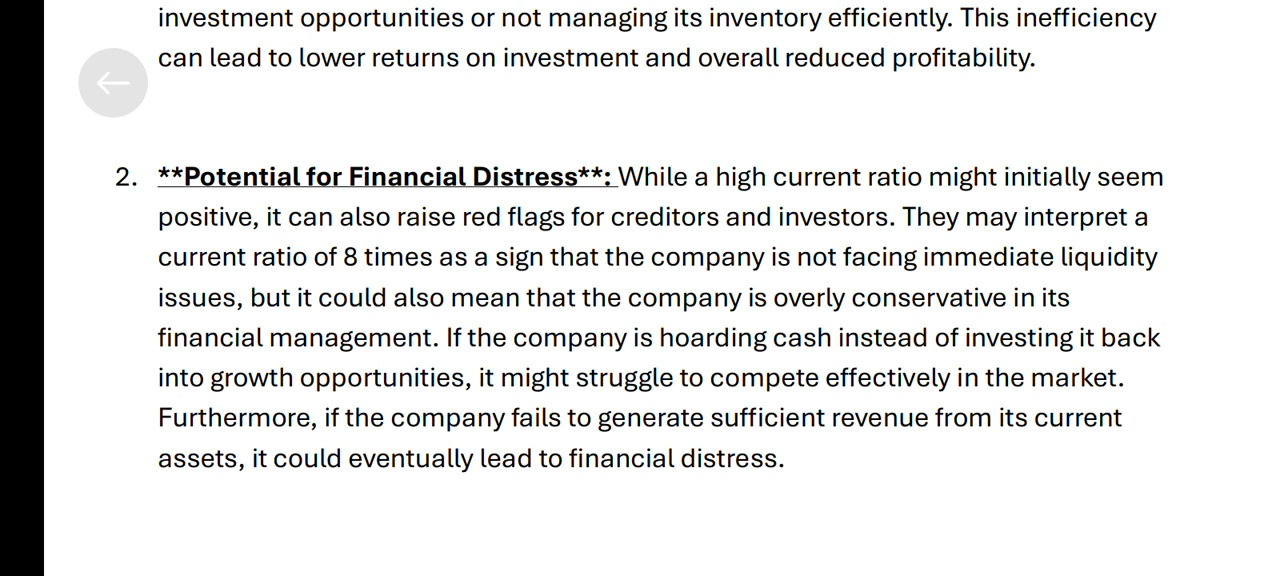 investment opportunities or not managing its inventory efficiently. This inefficiency
can lead to lower returns on investment and overall reduced profitability.
2. **Potential for Financial Distress**: While a high current ratio might initially seem
positive, it can also raise red flags for creditors and investors. They may interpret a
current ratio of 8 times as a sign that the company is not facing immediate liquidity
issues, but it could also mean that the company is overly conservative in its
financial management. If the company is hoarding cash instead of investing it back
into growth opportunities, it might struggle to compete effectively in the market.
Furthermore, if the company fails to generate sufficient revenue from its current
assets, it could eventually lead to financial distress.